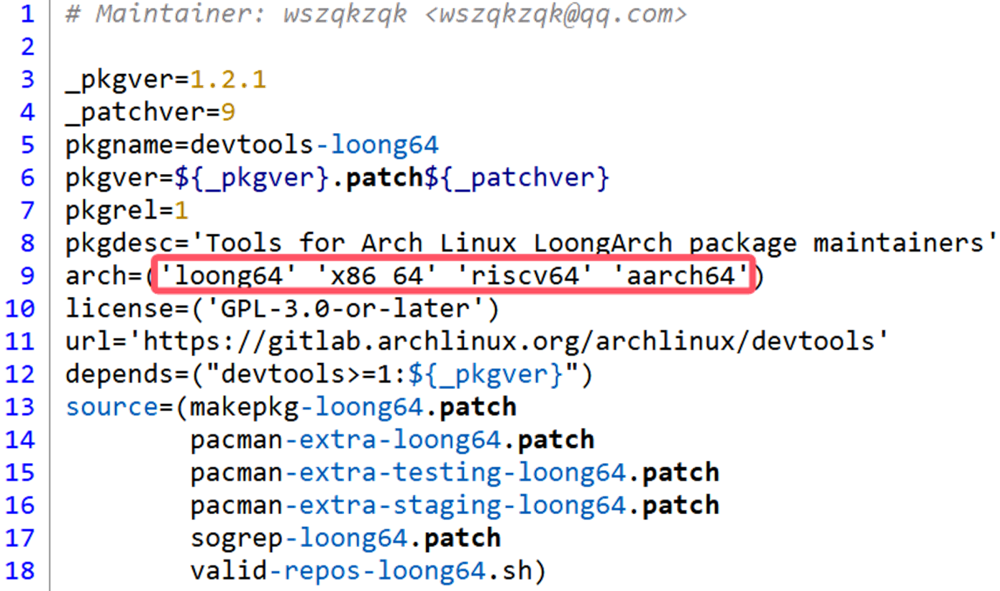 1 # Maintainer: wszqkzqk <wszqkzqk@qq.com>
2
3 _pkgver=1.2.1
4 _patchver=9
5 pkgname=devtools-loong64
6 pkgver=${_pkgver}.patch${_patchver}
7 pkgrel=1
8 pkgdesc='Tools for Arch Linux LoongArch package maintainers'
9 arch=('loong64' 'x86_64' 'riscv64' 'aarch64')
10 license=('GPL-3.0-or-later')
11 url='https://gitlab.archlinux.org/archlinux/devtools'
12 depends=("devtools>=1:${_pkgver}")
13 source=(makepkg-loong64.patch
14 pacman-extra-loong64.patch
15 pacman-extra-testing-loong64.patch
16 pacman-extra-staging-loong64.patch
17 sogrep-loong64.patch
18 valid-repos-loong64.sh)